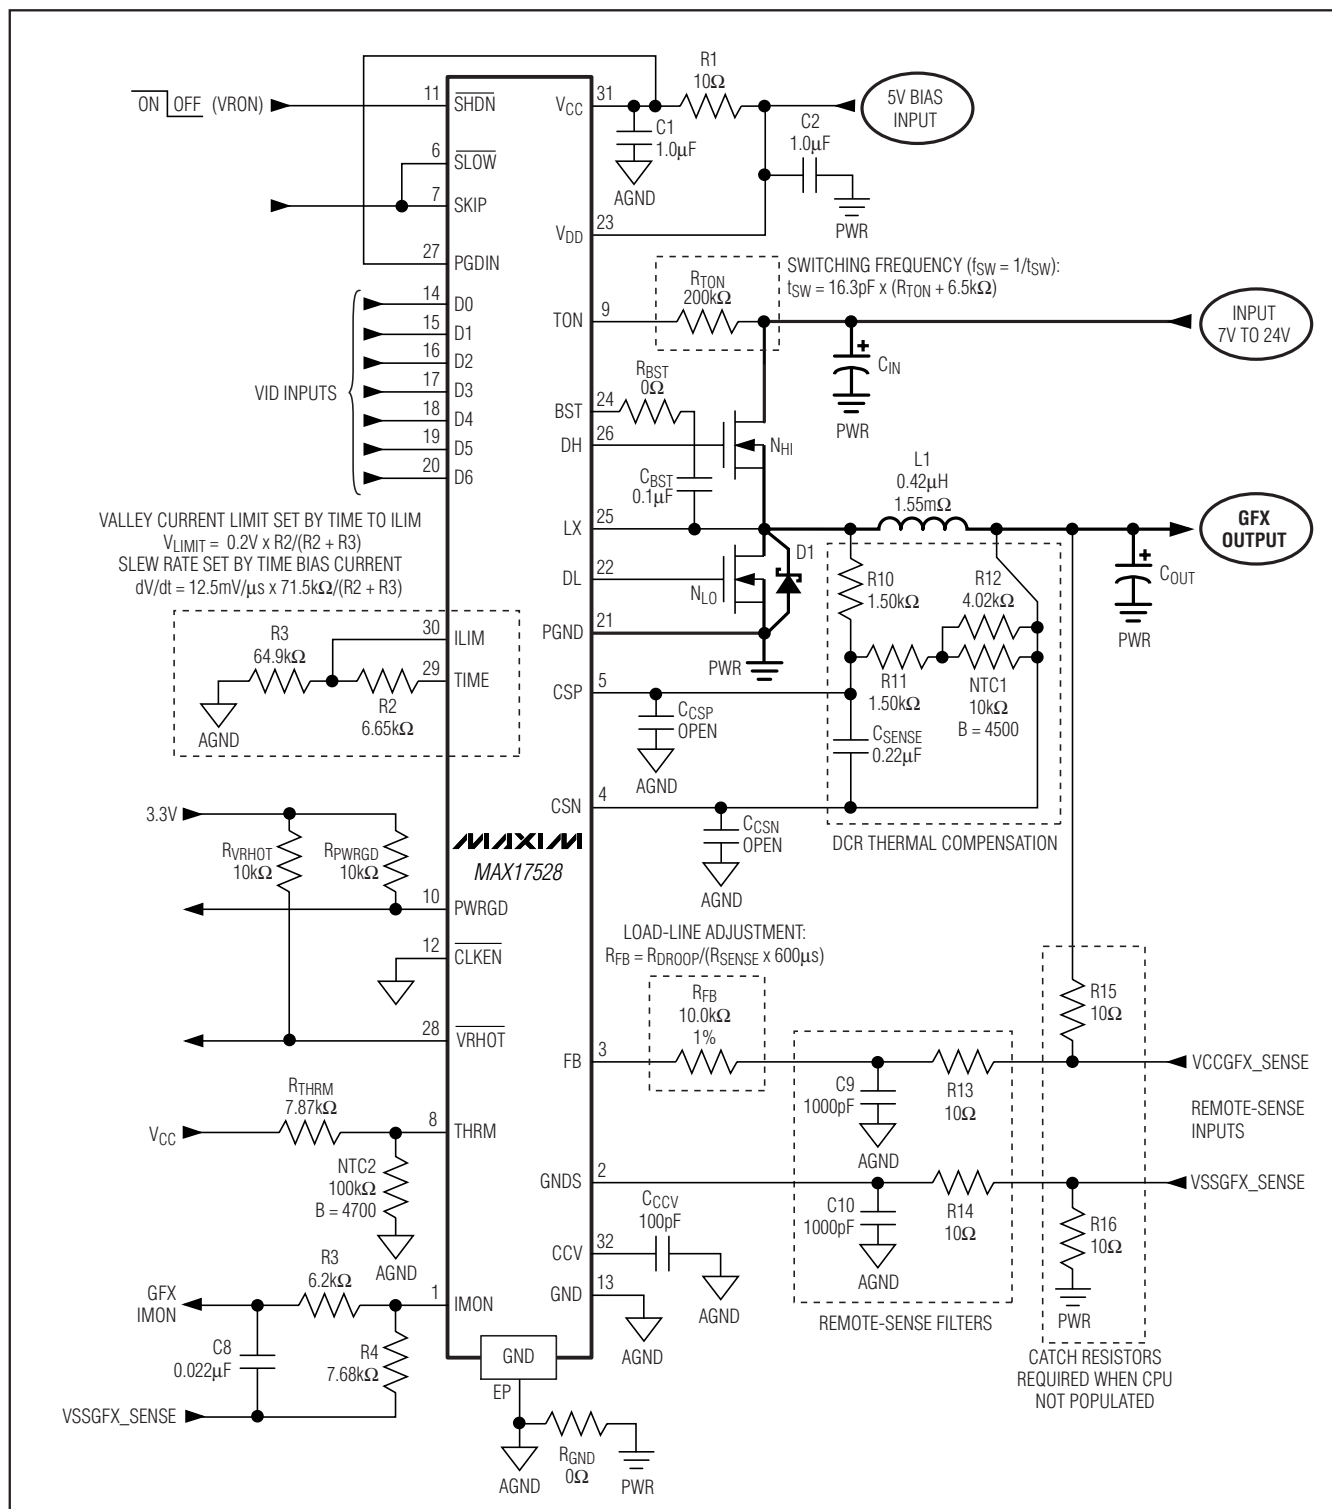 ON OFF (VRON)
11
SHDN
6
SLOW
7
SKIP
27
PGDIN
14
D0
15
D1
16
D2
17
D3
18
D4
19
D5
20
D6
VID INPUTS
VALLEY CURRENT LIMIT SET BY TIME TO ILIM
VLIMIT = 0.2V x R2/(R2 + R3)
SLEW RATE SET BY TIME BIAS CURRENT
dV/dt = 12.5mV/μs x 71.5kΩ/(R2 + R3)
R3
64.9kΩ
30
ILIM
29
TIME
R2
6.65kΩ
AGND
3.3V
RVRHOT
10kΩ
RPWRGD
10kΩ
10
PWRGD
12
CLKEN
28
VRHOT
RTHRM
7.87kΩ
VCC
8
THRM
NTC2
100kΩ
B = 4700
AGND
R3
6.2kΩ
GFX
IMON
1
IMON
C8
0.022μF
R4
7.68kΩ
VSSGFX_SENSE
MAXIM
MAX17528
GND
EP
AGND
RGND
0Ω
PWR
VCC
31
R1
10Ω
5V BIAS
INPUT
C1
1.0μF
AGND
C2
1.0μF
PWR
VDD
23
SWITCHING FREQUENCY (fSW = 1/tSW):
tSW = 16.3pF x (RTON + 6.5kΩ)
RTON
200kΩ
TON
9
INPUT
7V TO 24V
+
CIN
PWR
RBST
0Ω
BST
24
DH
26
NHI
CBST
0.1μF
LX
25
L1
0.42μH
1.55mΩ
GFX
OUTPUT
+
COUT
PWR
DL
22
NLO
D1
PGND
21
PWR
R10
1.50kΩ
R12
4.02kΩ
R11
1.50kΩ
NTC1
10kΩ
B = 4500
CSP
5
CCSP
OPEN
AGND
CSENSE
0.22μF
CSN
4
CCSN
OPEN
AGND
DCR THERMAL COMPENSATION
LOAD-LINE ADJUSTMENT:
RFB = RDROOP/(RSENSE x 600μs)
RFB
10.0kΩ
1%
FB
3
C9
1000pF
AGND
R13
10Ω
R15
10Ω
VCCGFX_SENSE
REMOTE-SENSE
INPUTS
GNDS
2
C10
1000pF
AGND
R14
10Ω
VSSGFX_SENSE
R16
10Ω
PWR
CCCV
100pF
CCV
32
AGND
GND
13
AGND
REMOTE-SENSE FILTERS
CATCH RESISTORS
REQUIRED WHEN CPU
NOT POPULATED